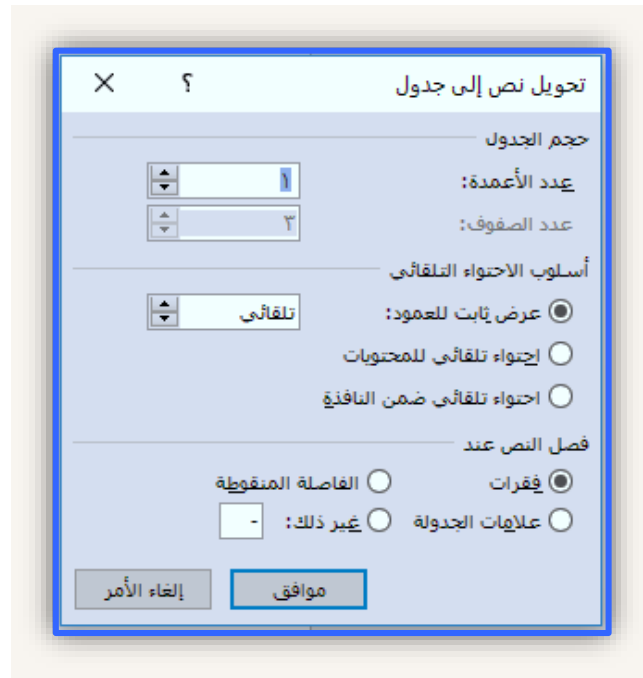 تحويل نص إلى جدول ؟ ×
حجم الجدول
عدد الأعمدة: ١
عدد الصفوف: ٣
أسلوب الاحتواء التلقائي
عرض ثابت للعمود: تلقائي
احتواء تلقائي للمحتويات
احتواء تلقائي ضمن النافذة
فصل النص عند
فقرات الفاصلة المنقوطة
علامات الجدولة غير ذلك: -
موافق إلغاء الأمر